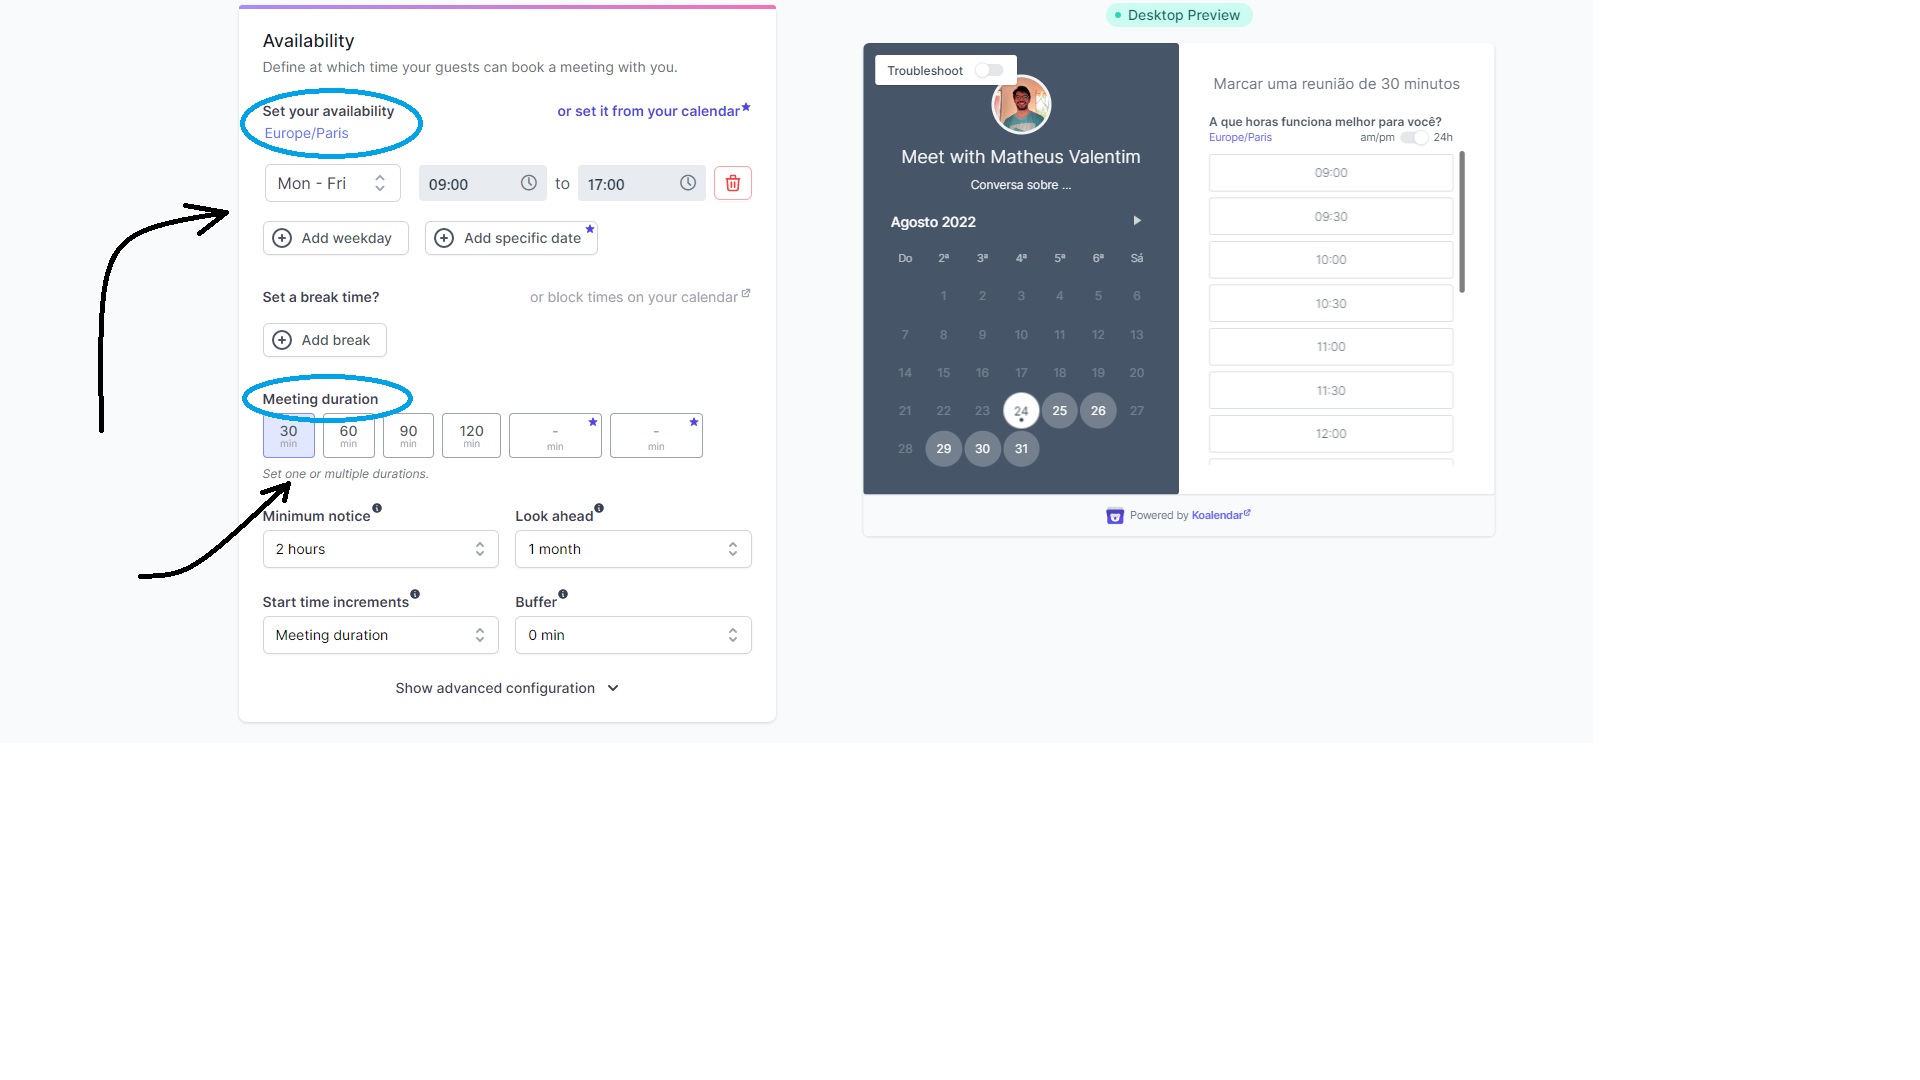 Availability
Define at which time your guests can book a meeting with you.
Set your availability
or set it from your calendar
Europe/Paris
Mon - Fri
09:00
to
17:00
Add weekday
Add specific date
Set a break time?
or block times on your calendar
Add break
Meeting duration
30 min
60 min
90 min
120 min
- min
- min
Set one or multiple durations.
Minimum notice
Look ahead
2 hours
1 month
Start time increments
Buffer
Meeting duration
0 min
Show advanced configuration
Desktop Preview
Troubleshoot
Meet with Matheus Valentim
Conversa sobre ...
Agosto 2022
Do 2ª 3ª 4ª 5ª 6ª Sá
1 2 3 4 5 6
7 8 9 10 11 12 13
14 15 16 17 18 19 20
21 22 23 24 25 26 27
28 29 30 31
Marcar uma reunião de 30 minutos
A que horas funciona melhor para você?
Europe/Paris
am/pm
24h
09:00
09:30
10:00
10:30
11:00
11:30
12:00
Powered by Koalendar